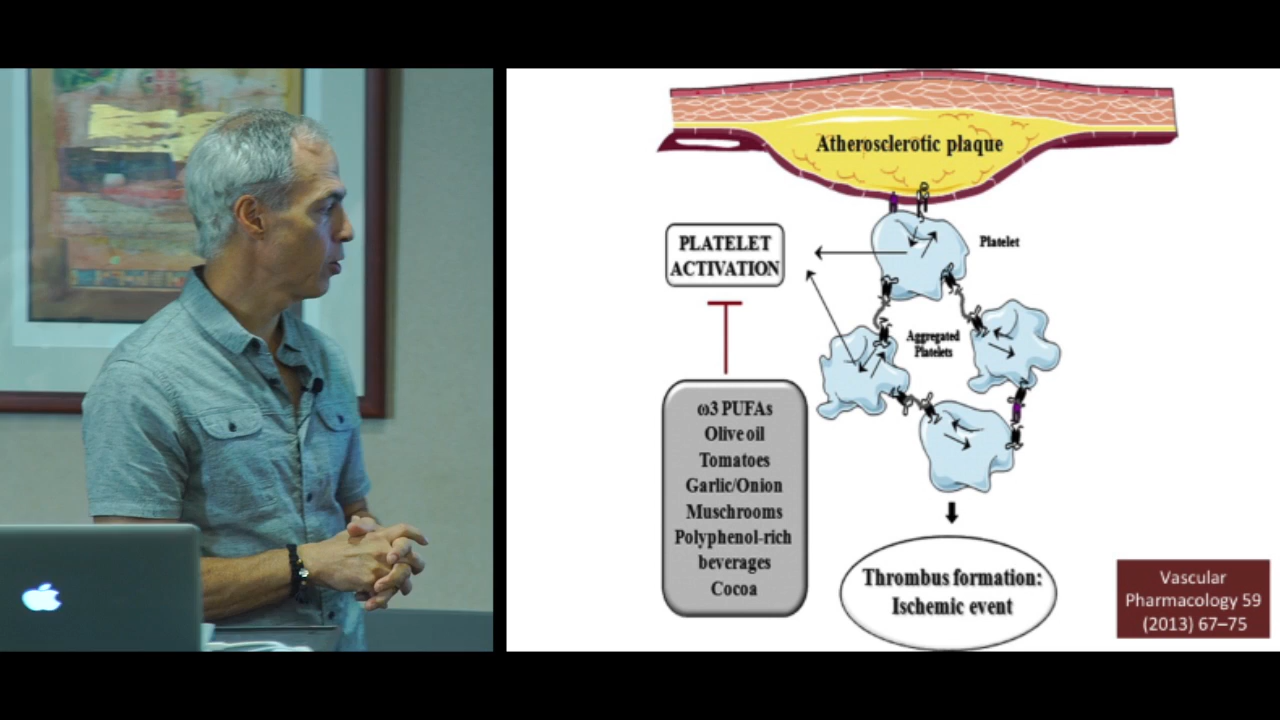 Atherosclerotic plaque
PLATELET
ACTIVATION
Platelet
Aggregated
Platelets
ω3 PUFAs
Olive oil
Tomatoes
Garlic/Onion
Muschrooms
Polyphenol-rich
beverages
Cocoa
Thrombus formation:
Ischemic event
Vascular
Pharmacology 59
(2013) 67–75